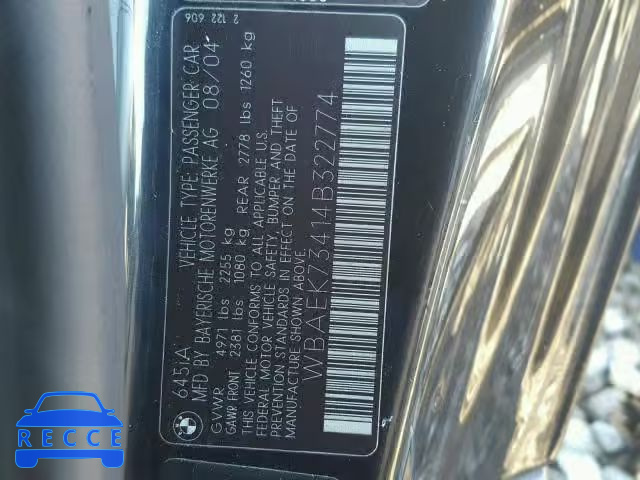 2 122 606
645iA VEHICLE TYPE: PASSENGER CAR
MFD BY BAYERISCHE MOTORENWERKE AG 08/04
GVWR 4971 lbs 2255 kg
GAWR FRONT 2381 lbs 1080 kg REAR 2778 lbs 1260 kg
THIS VEHICLE CONFORMS TO ALL APPLICABLE U.S.
FEDERAL MOTOR VEHICLE SAFETY, BUMPER AND THEFT
PREVENTION STANDARDS IN EFFECT ON THE DATE OF
MANUFACTURE SHOWN ABOVE.
WBAEK73414B322774
RECCE